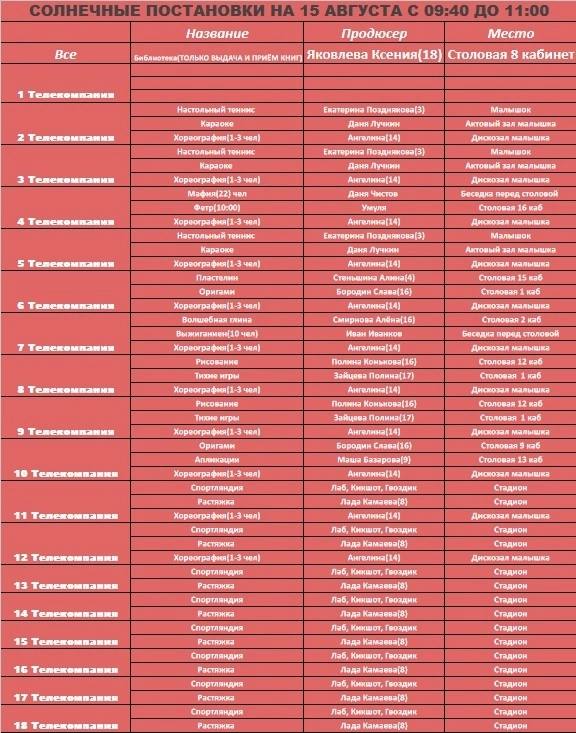 СОЛНЕЧНЫЕ ПОСТАНОВКИ НА 15 АВГУСТА С 09:40 ДО 11:00
Название Продюсер Место
Все Библиотека(ТОЛЬКО ВЫДАЧА И ПРИЁМ КНИГ) Яковлева Ксения(18) Столовая 8 кабинет
1 Телекомпания
Настольный теннис Екатерина Позднякова(3) Малышок
Караоке Даня Лучкин Актовый зал малышка
2 Телекомпания Хореография(1-3 чел) Ангелина(14) Дискозал малышка
Настольный теннис Екатерина Позднякова(3) Малышок
Караоке Даня Лучкин Актовый зал малышка
3 Телекомпания Хореография(1-3 чел) Ангелина(14) Дискозал малышка
Мафия(22) чел Даня Чистов Беседка перед столовой
Фетр(10:00) Умуля Столовая 16 каб
4 Телекомпания Хореография(1-3 чел) Ангелина(14) Дискозал малышка
Настольный теннис Екатерина Позднякова(3) Малышок
Караоке Даня Лучкин Актовый зал малышка
5 Телекомпания Хореография(1-3 чел) Ангелина(14) Дискозал малышка
Пластелин Стеньшина Алина(4) Столовая 15 каб
Оригами Бородин Слава(16) Столовая 1 каб
6 Телекомпания Хореография(1-3 чел) Ангелина(14) Дискозал малышка
Волшебная глина Смирнова Алёна(16) Столовая 2 каб
Выжиганмен(10 чел) Иван Иванков Беседка перед столовой
7 Телекомпания Хореография(1-3 чел) Ангелина(14) Дискозал малышка
Рисование Полина Конькова(16) Столовая 12 каб
Тихие игры Зайцева Полина(17) Столовая 1 каб
8 Телекомпания Хореография(1-3 чел) Ангелина(14) Дискозал малышка
Рисование Полина Конькова(16) Столовая 12 каб
Тихие игры Зайцева Полина(17) Столовая 1 каб
9 Телекомпания Хореография(1-3 чел) Ангелина(14) Дискозал малышка
Оригами Бородин Слава(16) Столовая 9 каб
Апликации Маша Базарова(9) Столовая 13 каб
10 Телекомпания Хореография(1-3 чел) Ангелина(14) Дискозал малышка
Спортляндия Лаб, Кикшот, Гвоздик Стадион
Растяжка Лада Камаева(8) Стадион
11 Телекомпания Хореография(1-3 чел) Ангелина(14) Дискозал малышка
Спортляндия Лаб, Кикшот, Гвоздик Стадион
Растяжка Лада Камаева(8) Стадион
12 Телекомпания Хореография(1-3 чел) Ангелина(14) Дискозал малышка
Спортляндия Лаб, Кикшот, Гвоздик Стадион
13 Телекомпания Растяжка Лада Камаева(8) Стадион
Спортляндия Лаб, Кикшот, Гвоздик Стадион
14 Телекомпания Растяжка Лада Камаева(8) Стадион
Спортляндия Лаб, Кикшот, Гвоздик Стадион
15 Телекомпания Растяжка Лада Камаева(8) Стадион
Спортляндия Лаб, Кикшот, Гвоздик Стадион
16 Телекомпания Растяжка Лада Камаева(8) Стадион
Спортляндия Лаб, Кикшот, Гвоздик Стадион
17 Телекомпания Растяжка Лада Камаева(8) Стадион
Спортляндия Лаб, Кикшот, Гвоздик Стадион
18 Телекомпания Растяжка Лада Камаева(8) Стадион